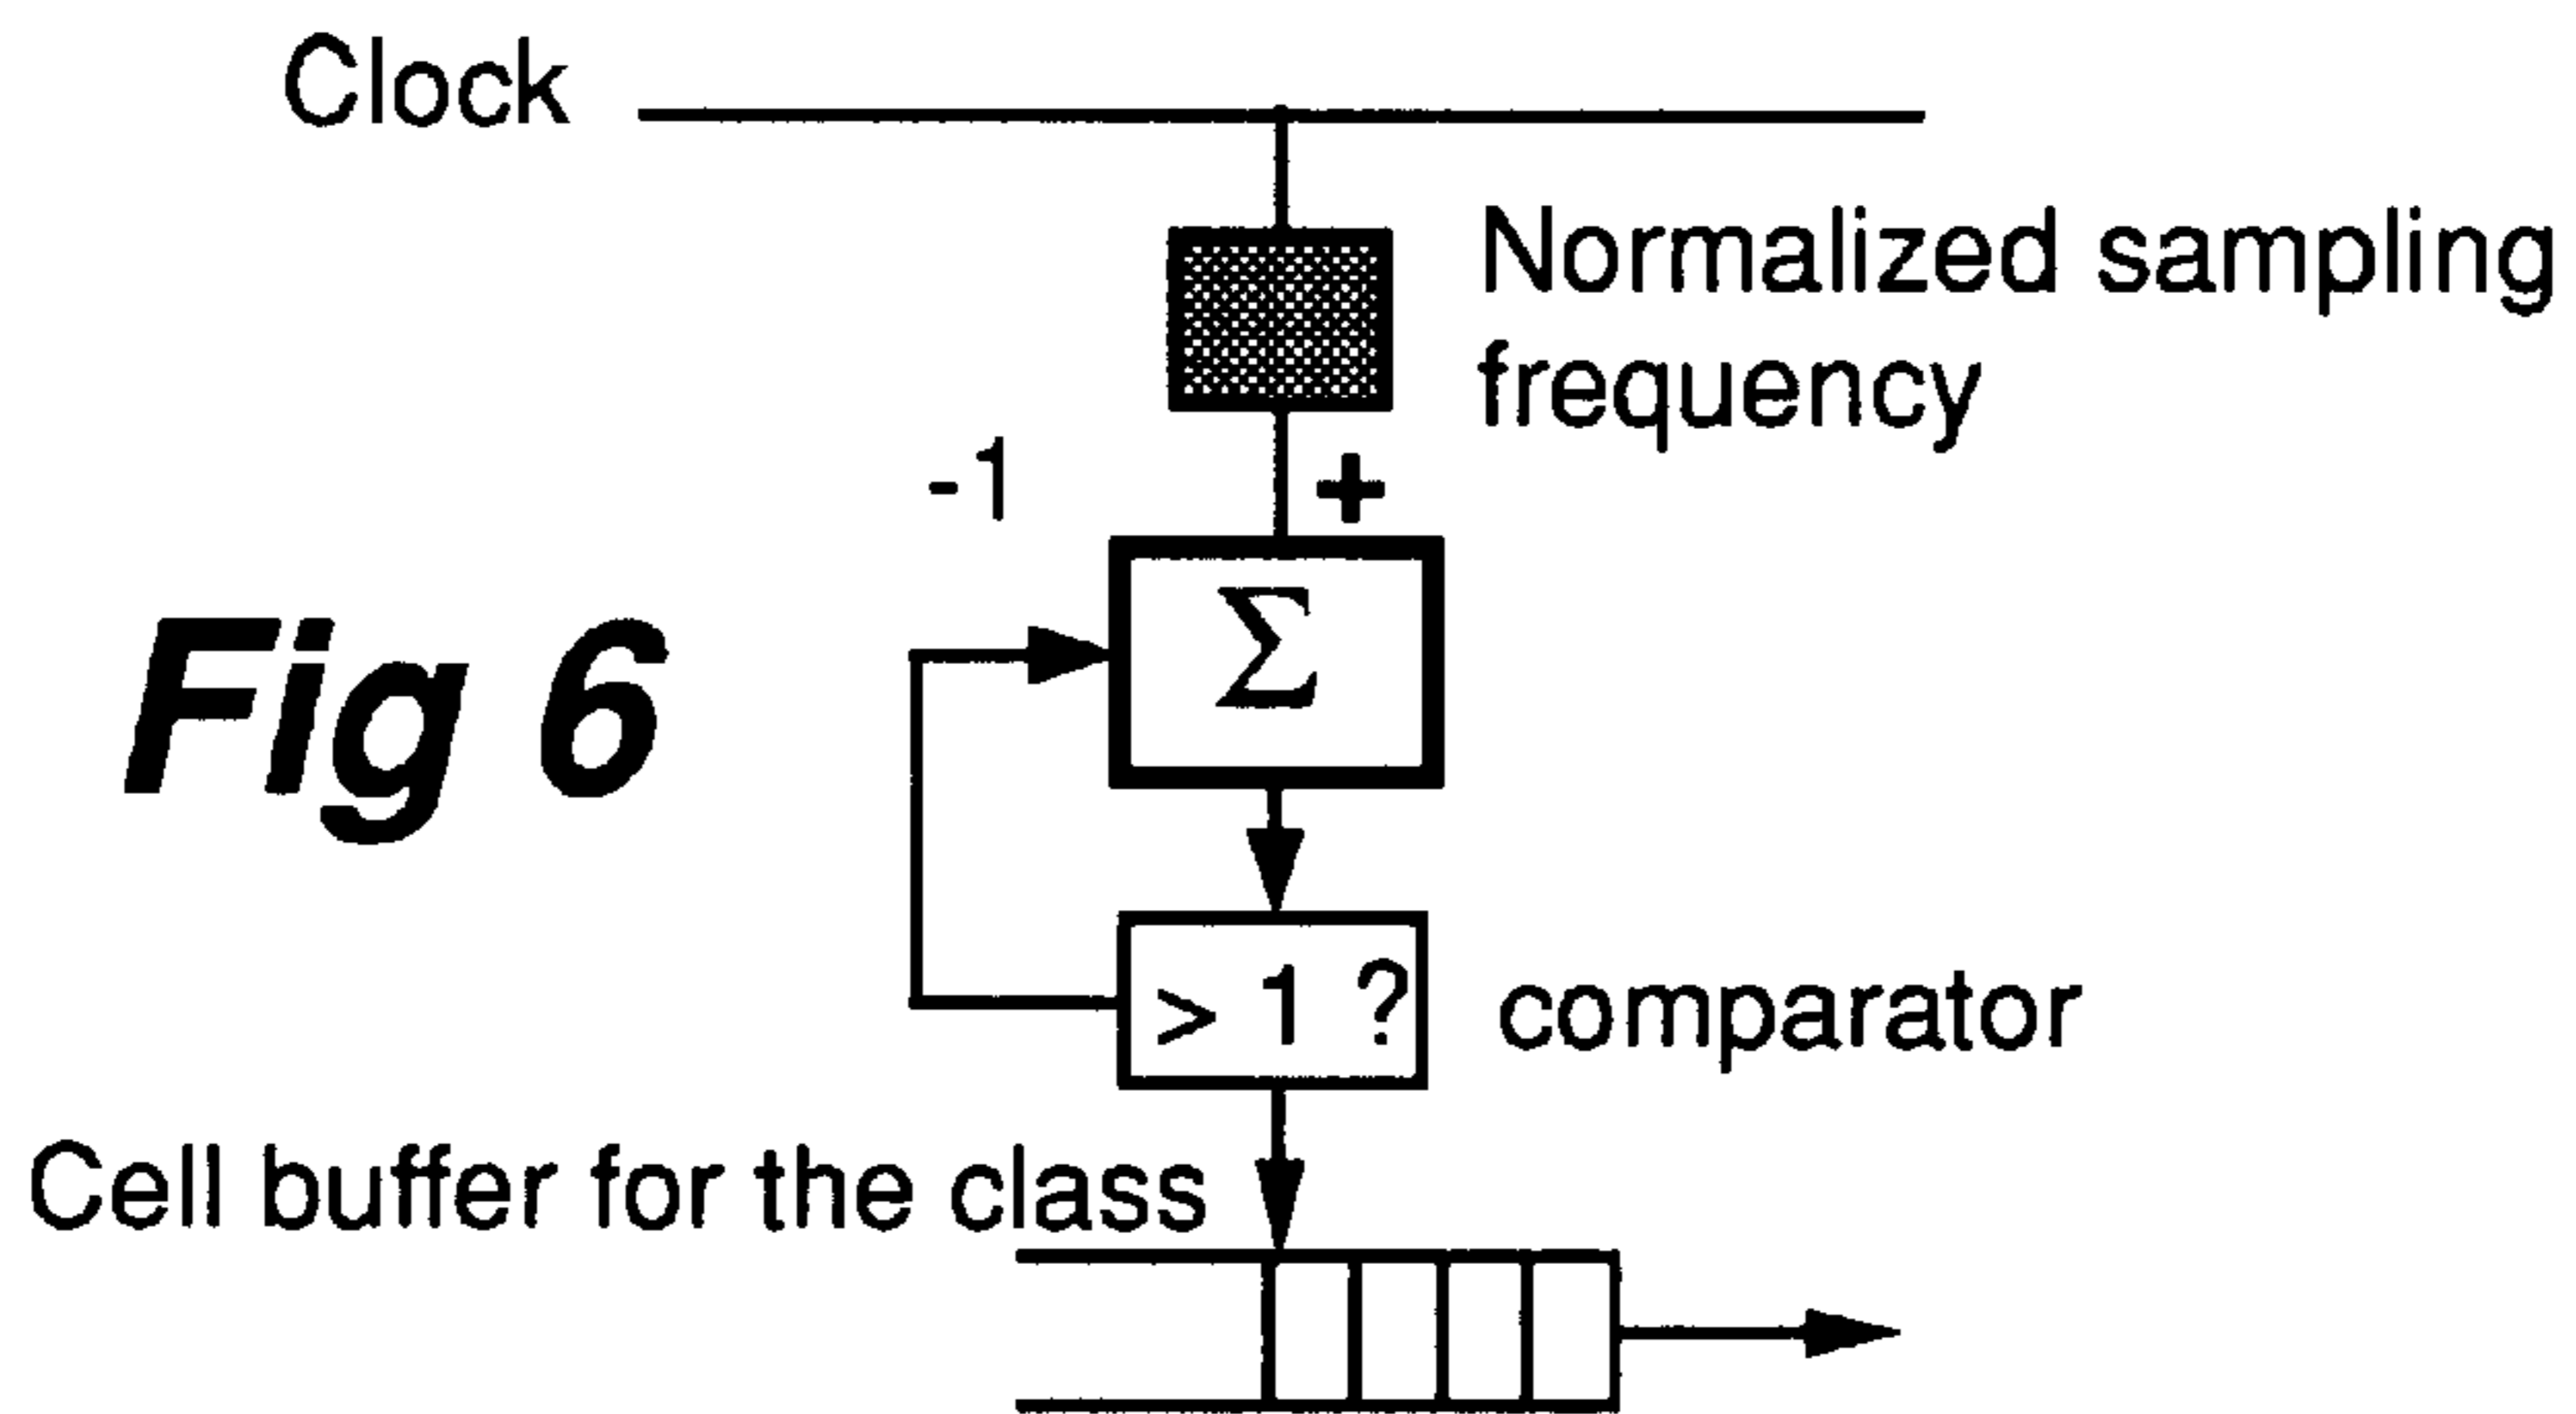 Clock
Normalized sampling
frequency
-1
+
Σ
Fig 6
> 1 ?
comparator
Cell buffer for the class